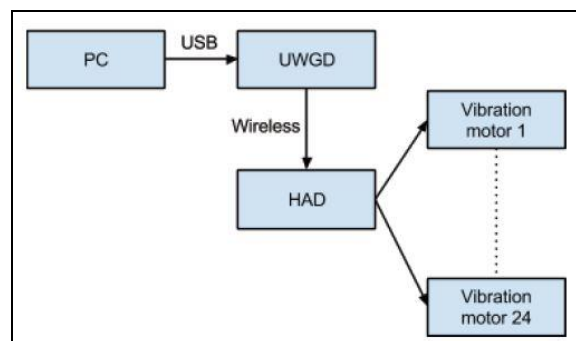 USB
PC
UWGD
Wireless
HAD
Vibration
motor 1
Vibration
motor 24